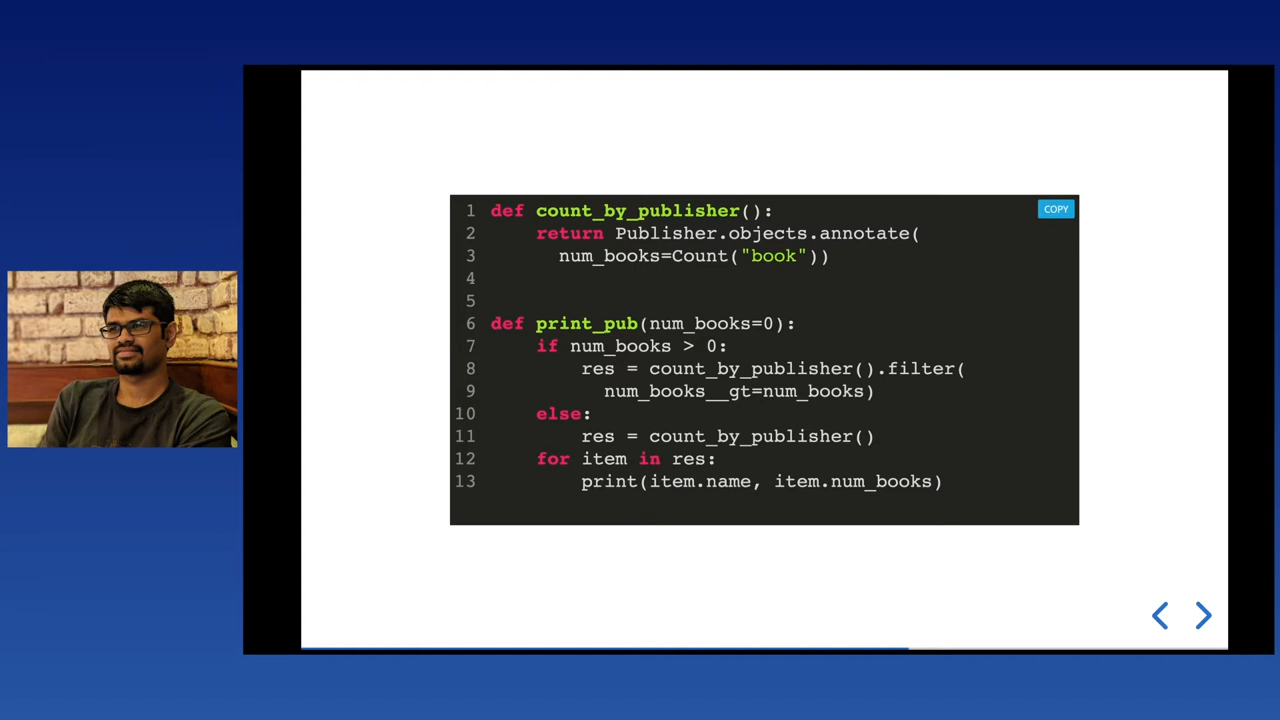 COPY
1 def count_by_publisher():
2     return Publisher.objects.annotate(
3       num_books=Count("book"))
4
5
6 def print_pub(num_books=0):
7     if num_books > 0:
8         res = count_by_publisher().filter(
9           num_books__gt=num_books)
10     else:
11         res = count_by_publisher()
12     for item in res:
13         print(item.name, item.num_books)